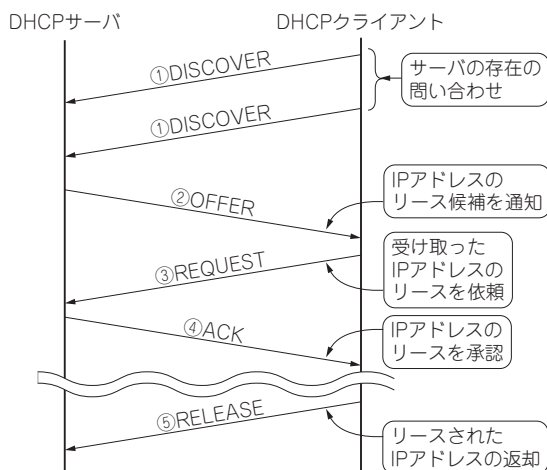 DHCPサーバ
DHCPクライアント
①DISCOVER
サーバの存在の
問い合わせ
①DISCOVER
②OFFER
IPアドレスの
リース候補を通知
③REQUEST
受け取った
IPアドレスの
リースを依頼
④ACK
IPアドレスの
リースを承認
⑤RELEASE
リースされた
IPアドレスの返却